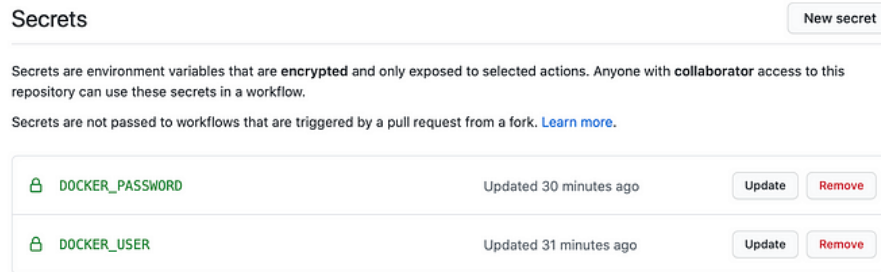 Secrets
New secret
Secrets are environment variables that are encrypted and only exposed to selected actions. Anyone with collaborator access to this
repository can use these secrets in a workflow.
Secrets are not passed to workflows that are triggered by a pull request from a fork. Learn more.
DOCKER_PASSWORD Updated 30 minutes ago Update Remove
DOCKER_USER Updated 31 minutes ago Update Remove